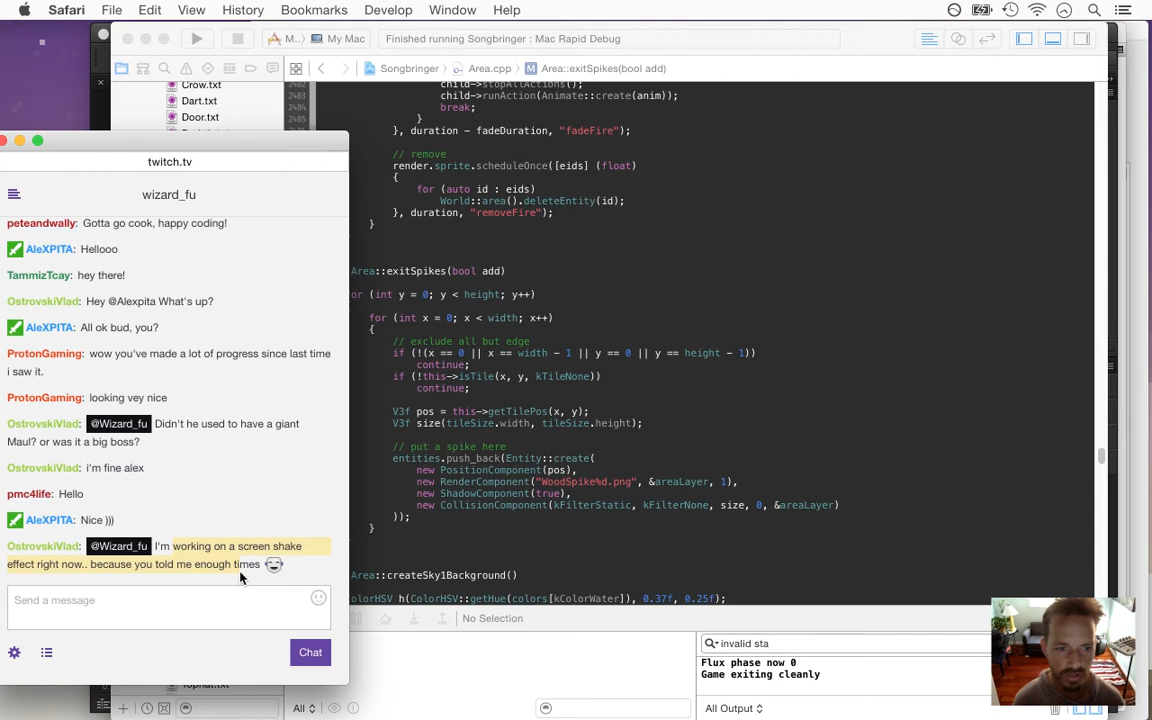 Safari File Edit View History Bookmarks Develop Window Help
M.. My Mac Finished running Songbringer : Mac Rapid Debug
Songbringer Area.cpp M Area::exitSpikes(bool add)
Crow.txt
Dart.txt
Door.txt
2482 child->stopAllActions();
2483 child->runAction(Animate::create(anim));
2484 break;
2485 }
}, duration - fadeDuration, "fadeFire");
// remove
render.sprite.scheduleOnce([eids] (float)
{
for (auto id : eids)
World::area().deleteEntity(id);
}, duration, "removeFire");
}
Area::exitSpikes(bool add)
or (int y = 0; y < height; y++)
for (int x = 0; x < width; x++)
{
// exclude all but edge
if (!(x == 0 || x == width - 1 || y == 0 || y == height - 1))
continue;
if (!this->isTile(x, y, kTileNone))
continue;
V3f pos = this->getTilePos(x, y);
V3f size(tileSize.width, tileSize.height);
// put a spike here
entities.push_back(Entity::create(
new PositionComponent(pos),
new RenderComponent("WoodSpike%d.png", &areaLayer, 1),
new ShadowComponent(true),
new CollisionComponent(kFilterStatic, kFilterNone, size, 0, &areaLayer)
));
}
Area::createSky1Background()
olorHSV h(ColorHSV::getHue(colors[kColorWater]), 0.37f, 0.25f);
twitch.tv
wizard_fu
peteandwally: Gotta go cook, happy coding!
AleXPITA: Hellooo
TammizTcay: hey there!
OstrovskiVlad: Hey @Alexpita What's up?
AleXPITA: All ok bud, you?
ProtonGaming: wow you've made a lot of progress since last time
i saw it.
ProtonGaming: looking vey nice
OstrovskiVlad: @Wizard_fu Didn't he used to have a giant
Maul? or was it a big boss?
OstrovskiVlad: i'm fine alex
pmc4life: Hello
AleXPITA: Nice )))
OstrovskiVlad: @Wizard_fu I'm working on a screen shake
effect right now.. because you told me enough times
Send a message
Chat
No Selection
invalid sta
Flux phase now 0
Game exiting cleanly
Tophat.txt
All
All Output